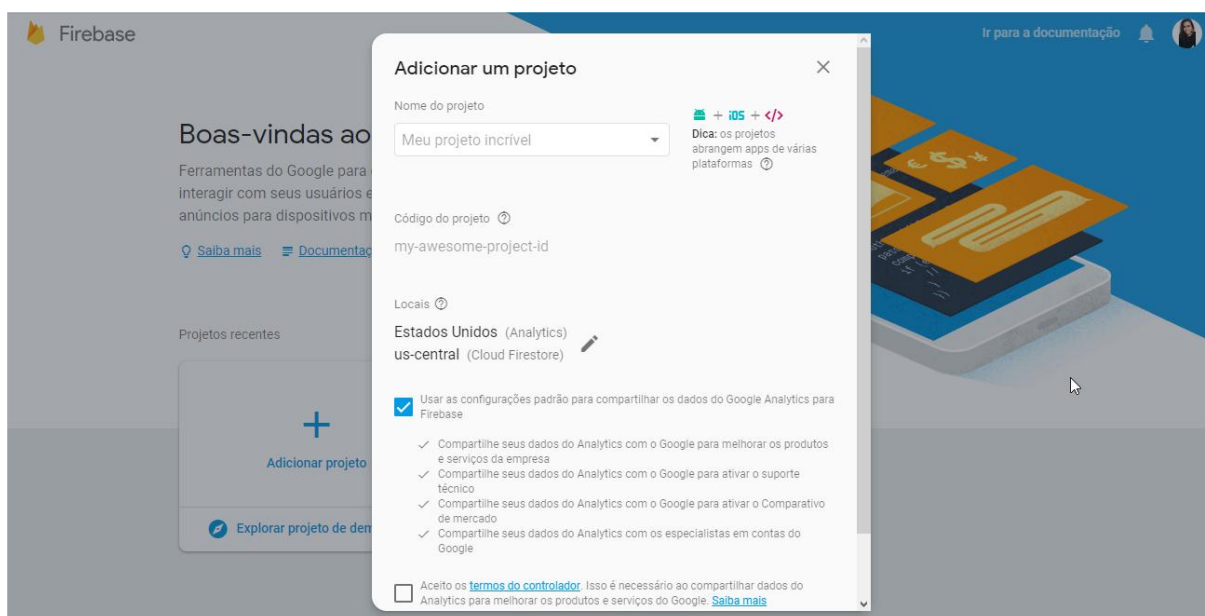 Firebase
Ir para a documentação
Adicionar um projeto
Nome do projeto
Meu projeto incrível
+ iOS + </>
Dica: os projetos
abrangem apps de várias
plataformas
Código do projeto
my-awesome-project-id
Locais
Estados Unidos (Analytics)
us-central (Cloud Firestore)
Usar as configurações padrão para compartilhar os dados do Google Analytics para
Firebase
Compartilhe seus dados do Analytics com o Google para melhorar os produtos
e serviços da empresa
Compartilhe seus dados do Analytics com o Google para ativar o suporte
técnico
Compartilhe seus dados do Analytics com o Google para ativar o Comparativo
de mercado
Compartilhe seus dados do Analytics com os especialistas em contas do
Google
Aceito os termos do controlador. Isso é necessário ao compartilhar dados do
Analytics para melhorar os produtos e serviços do Google. Saiba mais
Boas-vindas ao
Ferramentas do Google para
interagir com seus usuários e
anúncios para dispositivos m
Saiba mais
Documentaç
Projetos recentes
Adicionar projeto
Explorar projeto de dem